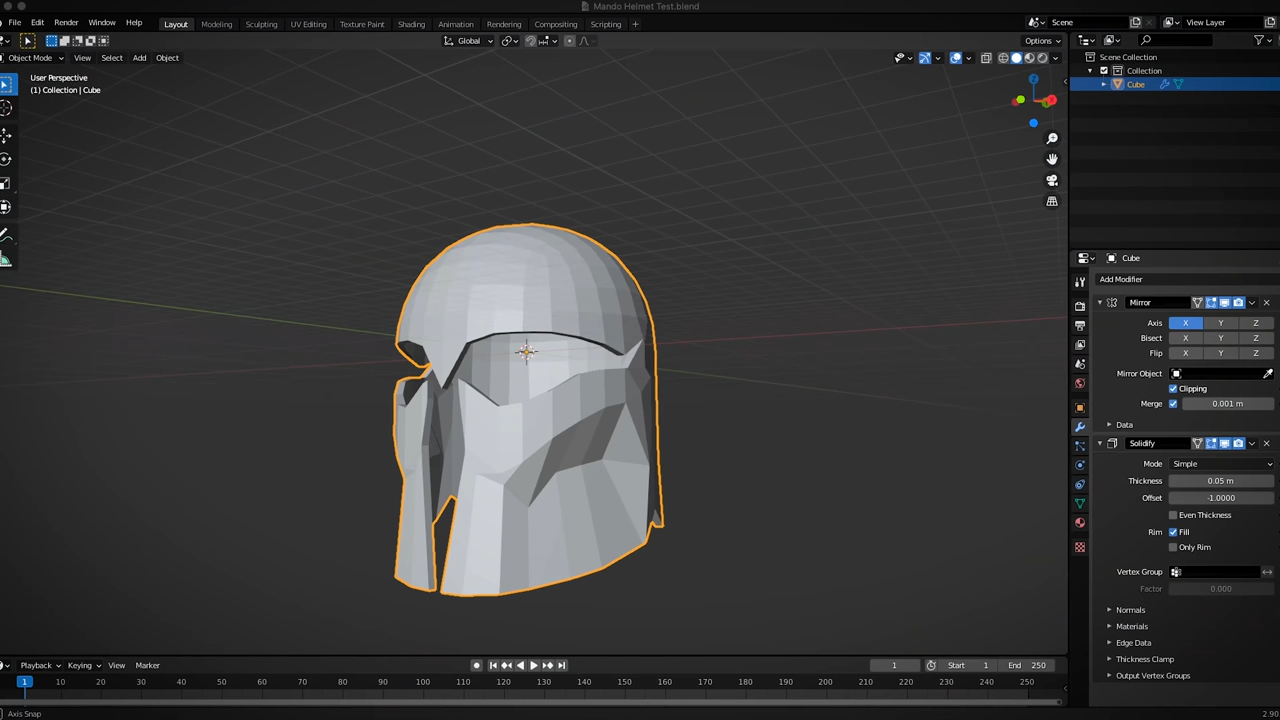 Mando Helmet Test.blend
File Edit Render Window Help Layout Modeling Sculpting UV Editing Texture Paint Shading Animation Rendering Compositing Scripting + Scene View Layer
Global Options
Object Mode View Select Add Object
User Perspective
(1) Collection | Cube
Scene Collection
Collection
Cube
Z
X
Cube
Add Modifier
Mirror
Axis X Y Z
Bisect X Y Z
Flip X Y Z
Mirror Object
Clipping
Merge 0.001 m
Data
Solidify
Mode Simple
Thickness 0.05 m
Offset -1.0000
Even Thickness
Rim Fill
Only Rim
Vertex Group
Factor 0.000
Normals
Materials
Edge Data
Thickness Clamp
Output Vertex Groups
Playback Keying View Marker 1 Start 1 End 250
1 10 20 30 40 50 60 70 80 90 100 110 120 130 140 150 160 170 180 190 200 210 220 230 240 250
Axis Snap 2.90